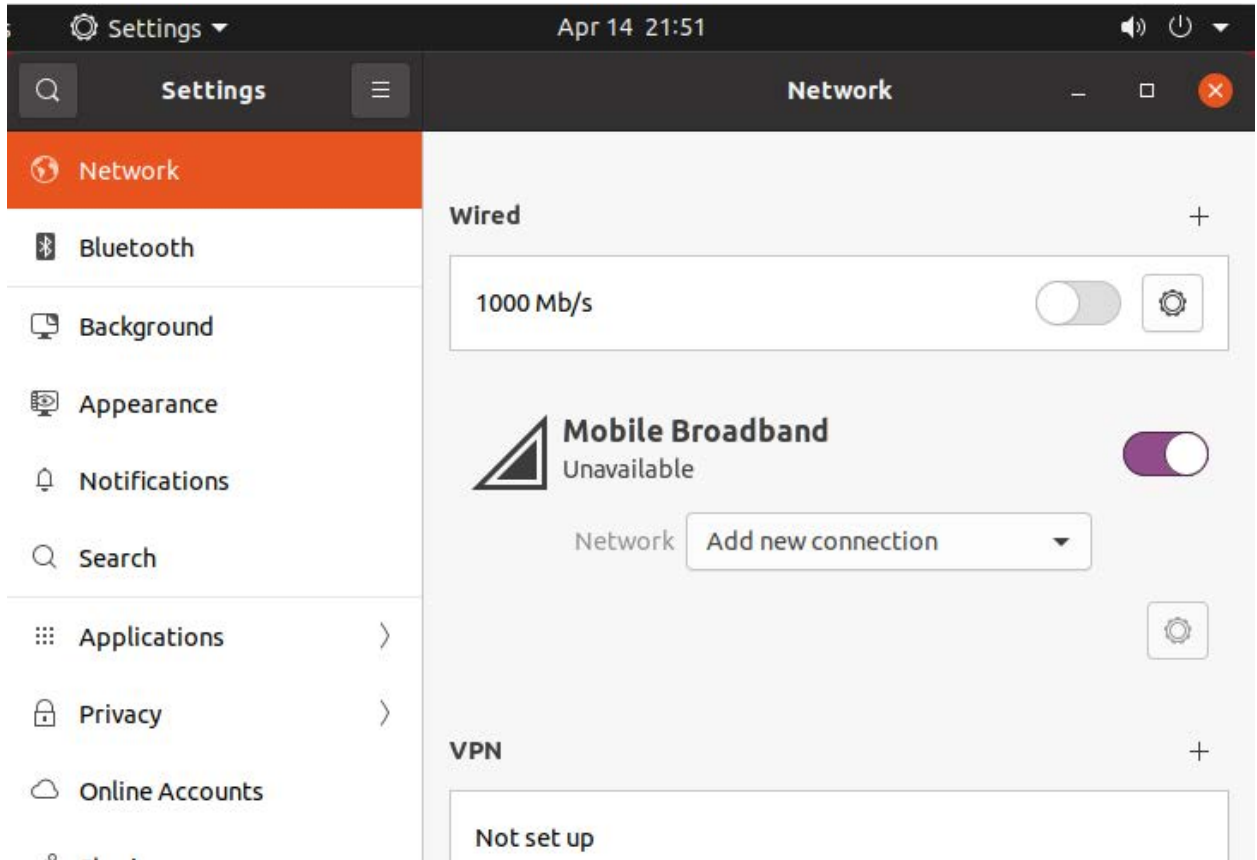 Settings
Apr 14 21:51
Settings
Network
Network
Bluetooth
Background
Appearance
Notifications
Search
Applications
Privacy
Online Accounts
Wired
1000 Mb/s
Mobile Broadband
Unavailable
Network
Add new connection
VPN
Not set up